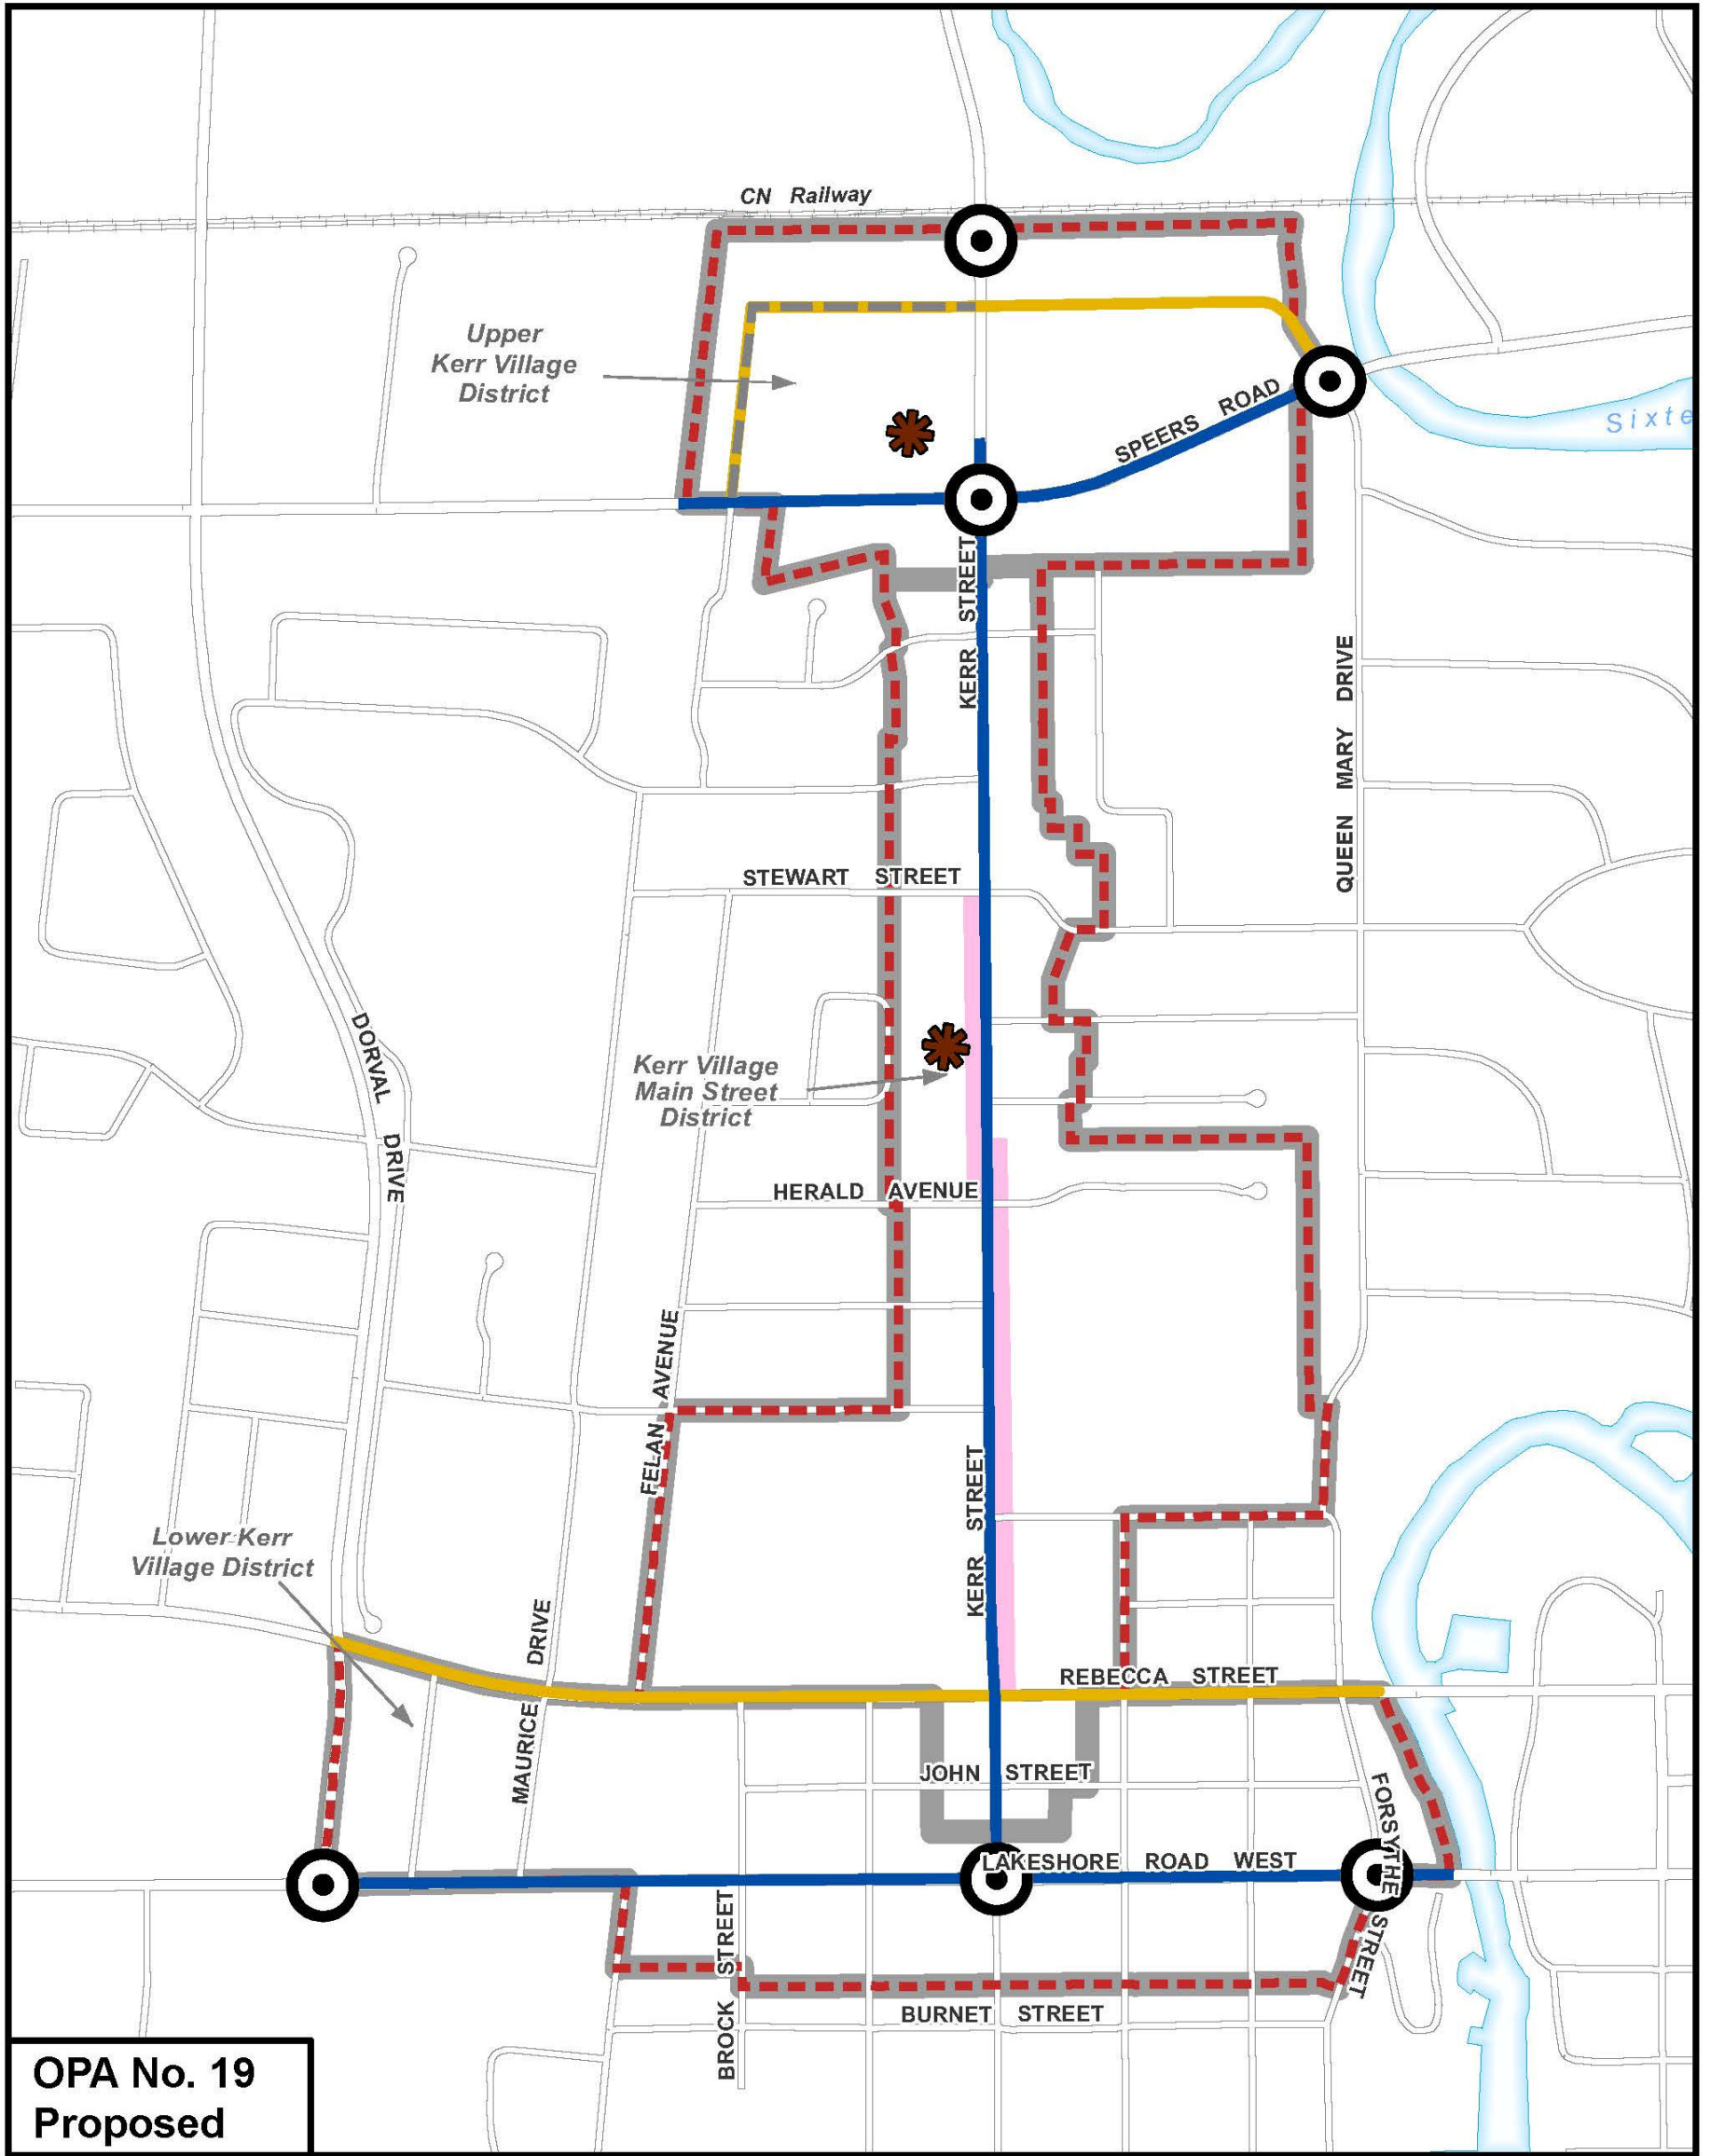 CN Railway
Upper
Kerr Village
District
SPEERS ROAD
Sixte
KERR STREET
QUEEN MARY DRIVE
STEWART STREET
DORVAL DRIVE
Kerr Village
Main Street
District
HERALD AVENUE
FELAN AVENUE
KERR STREET
Lower Kerr
Village District
MAURICE DRIVE
REBECCA STREET
JOHN STREET
FORSYTHE STREET
LAKESHORE ROAD WEST
BROCK STREET
BURNET STREET
OPA No. 19
Proposed